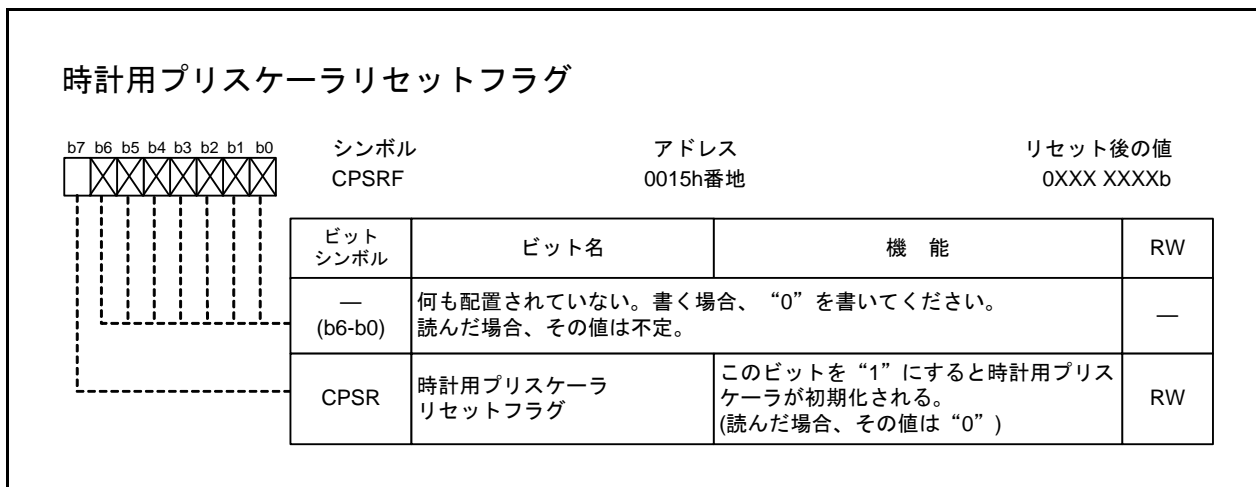 時計用プリスケーラリセットフラグ
b7 b6 b5 b4 b3 b2 b1 b0
シンボル アドレス リセット後の値
CPSRF 0015h番地 0XXX XXXXb
ビット
シンボル
ビット名
機 能
RW
—
(b6-b0)
何も配置されていない。書く場合、“0”を書いてください。
読んだ場合、その値は不定。
—
CPSR
時計用プリスケーラ
リセットフラグ
このビットを“1”にすると時計用プリス
ケーラが初期化される。
(読んだ場合、その値は“0”)
RW